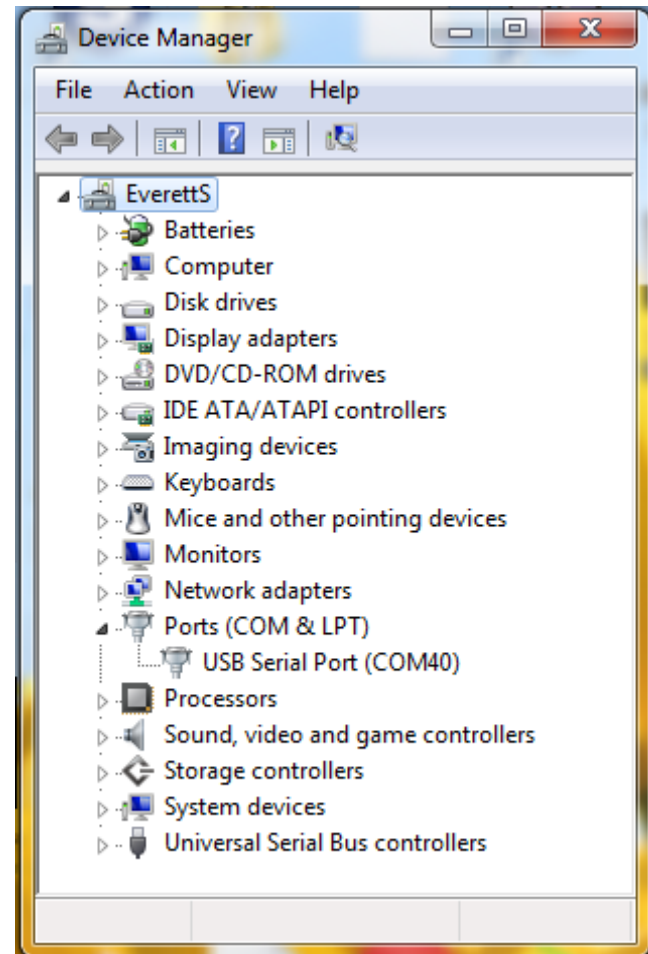 Device Manager
File Action View Help
EverettS
Batteries
Computer
Disk drives
Display adapters
DVD/CD-ROM drives
IDE ATA/ATAPI controllers
Imaging devices
Keyboards
Mice and other pointing devices
Monitors
Network adapters
Ports (COM & LPT)
USB Serial Port (COM40)
Processors
Sound, video and game controllers
Storage controllers
System devices
Universal Serial Bus controllers